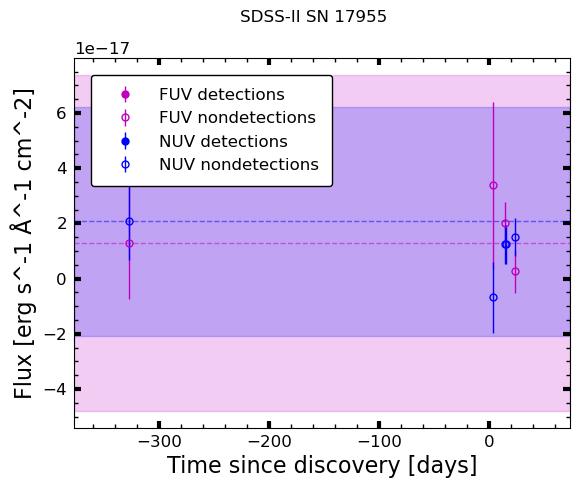 SDSS-II SN 17955
1e−17
FUV detections
FUV nondetections
NUV detections
NUV nondetections
6
4
2
0
−2
−4
Flux [erg s^-1 Å^-1 cm^-2]
−300 −200 −100 0
Time since discovery [days]